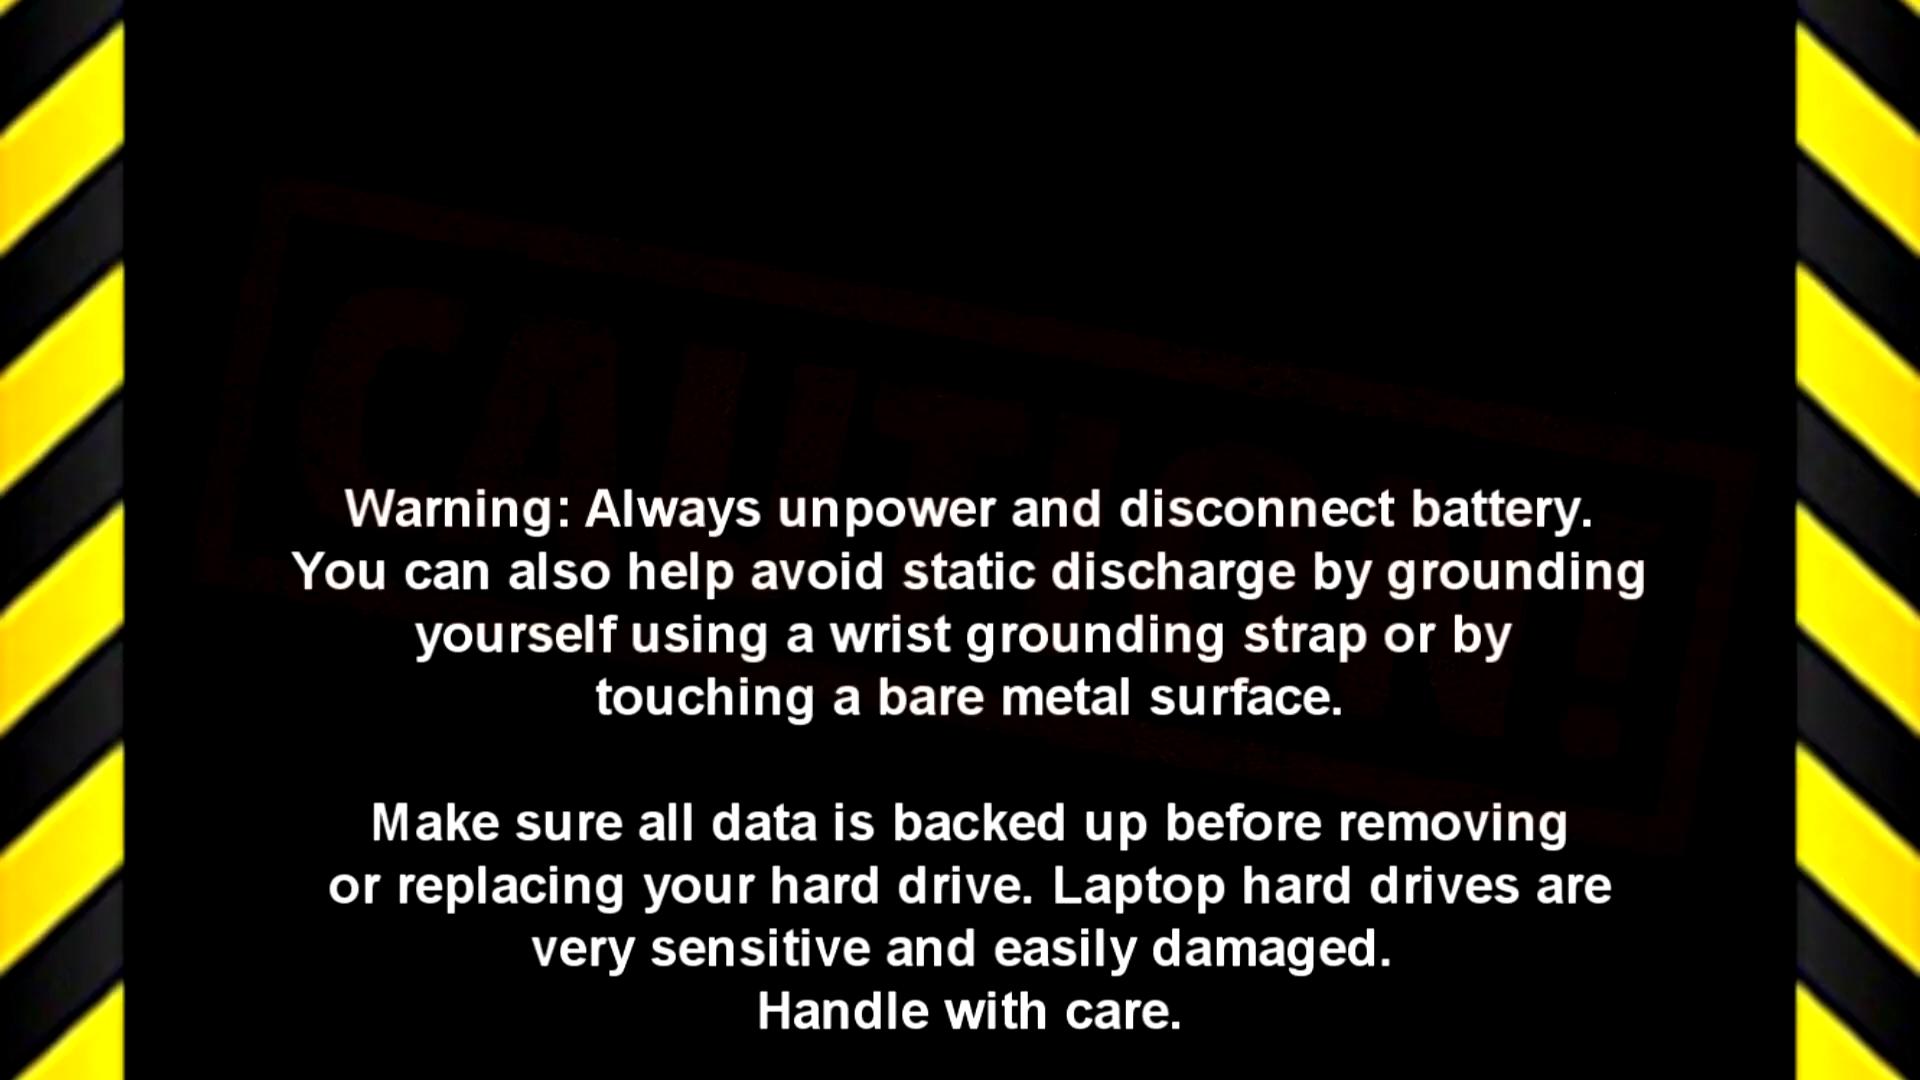 CAUTION!
Warning: Always unpower and disconnect battery.
You can also help avoid static discharge by grounding
yourself using a wrist grounding strap or by
touching a bare metal surface.
Make sure all data is backed up before removing
or replacing your hard drive. Laptop hard drives are
very sensitive and easily damaged.
Handle with care.